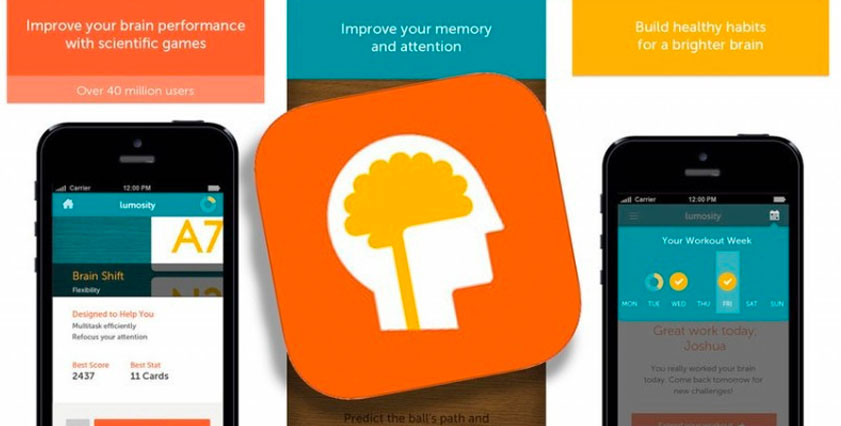 Improve your brain performance
with scientific games
Over 40 million users
Carrier
12:00 PM
lumosity
A7
Brain Shift
Flexibility
Designed to Help You
Multitask efficiently
Refocus your attention
Best Score
Best Stat
2437
11 Cards
Improve your memory
and attention
Predict the ball's path and
Build healthy habits
for a brighter brain
Carrier
12:00 PM
lumosity
Your Workout Week
MON TUE WED THU FRI SAT SUN
Great work today,
Joshua
You really worked your brain
today. Come back tomorrow for
new challenges!